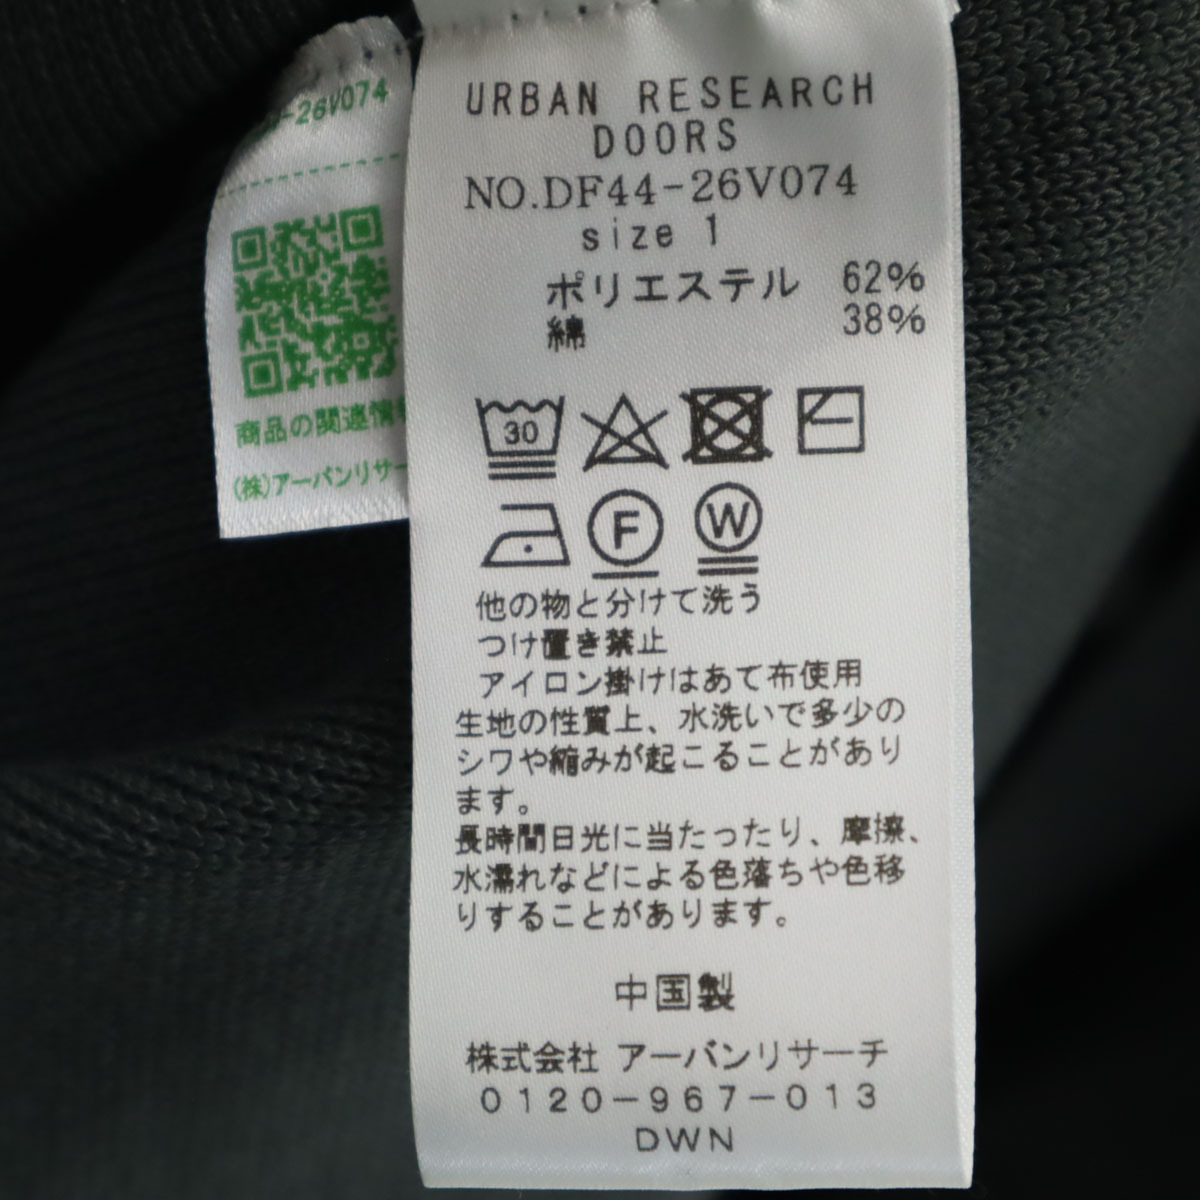 -26V074
商品の関連情
(株)アーバンリサー
URBAN RESEARCH
DOORS
NO.DF44-26V074
size 1
ポリエステル 62%
綿 38%
30
F
W
他の物と分けて洗う
つけ置き禁止
アイロン掛けはあて布使用
生地の性質上、水洗いで多少の
シワや縮みが起こることがあり
ます。
長時間日光に当たったり、摩擦、
水濡れなどによる色落ちや色移
りすることがあります。
中国製
株式会社 アーバンリサーチ
0120-967-013
DWN